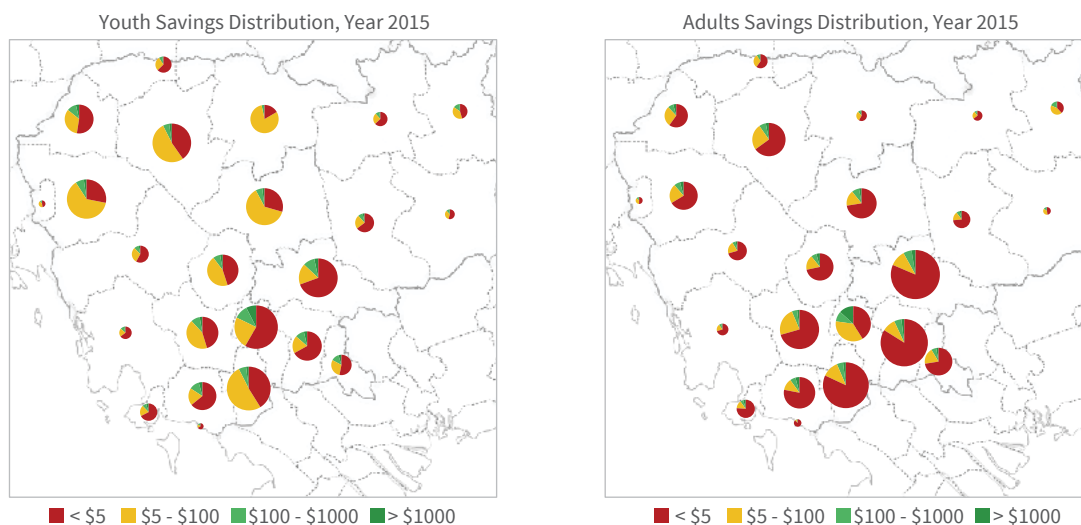 Youth Savings Distribution, Year 2015
< $5 $5 - $100 $100 - $1000 > $1000
Adults Savings Distribution, Year 2015
< $5 $5 - $100 $100 - $1000 > $1000